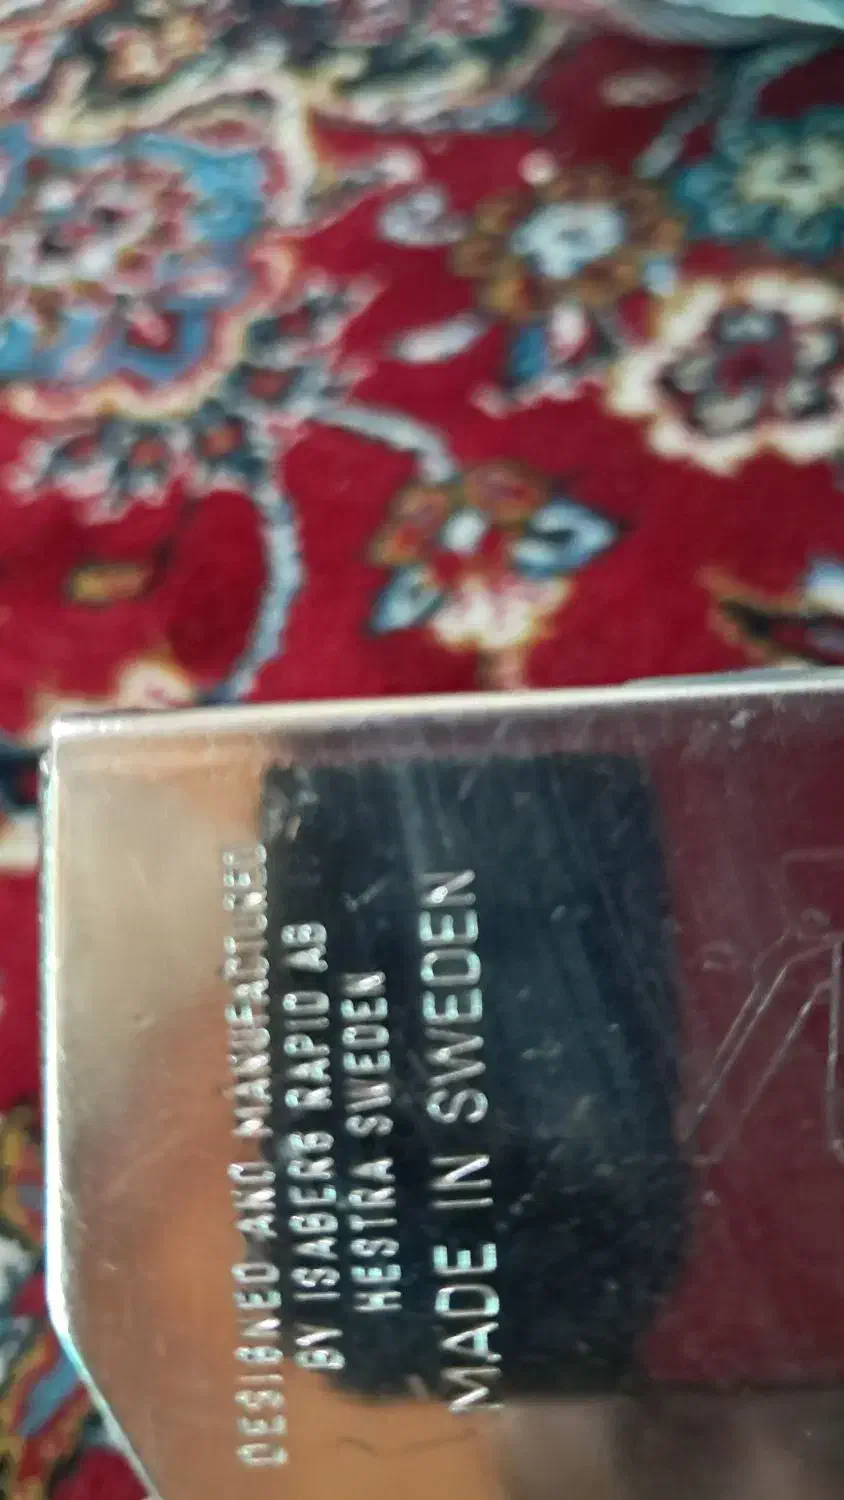 DESIGNED AND MANUFACTURED
BY ISABERG RAPID AB
HESTRA SWEDEN
MADE IN SWEDEN